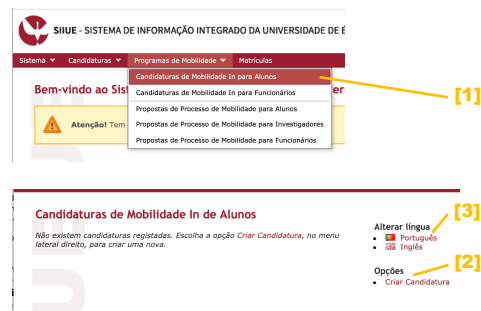 SIIUE - SISTEMA DE INFORMAÇÃO INTEGRADO DA UNIVERSIDADE DE É
Sistema Candidaturas Programas de Mobilidade Matrículas
Candidaturas de Mobilidade In para Alunos
[1]
Bem-vindo ao Sis
Candidaturas de Mobilidade In para Funcionários
Propostas de Processo de Mobilidade para Alunos
Atenção! Tem
Propostas de Processo de Mobilidade para Investigadores
Propostas de Processo de Mobilidade para Funcionários
Candidaturas de Mobilidade In de Alunos
[3]
Alterar língua
Português
Inglês
Não existem candidaturas registadas. Escolha a opção Criar Candidatura, no menu
lateral direito, para criar uma nova.
[2]
Opções
Criar Candidatura